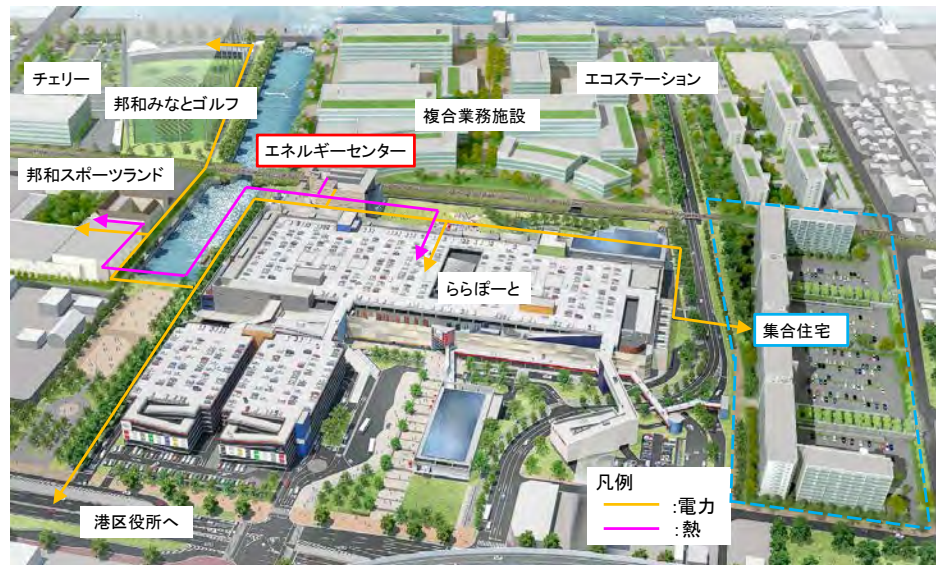 チェリー
邦和みなとゴルフ
エコステーション
複合業務施設
エネルギーセンター
邦和スポーツランド
ららぽーと
集合住宅
凡例
:電力
:熱
港区役所へ